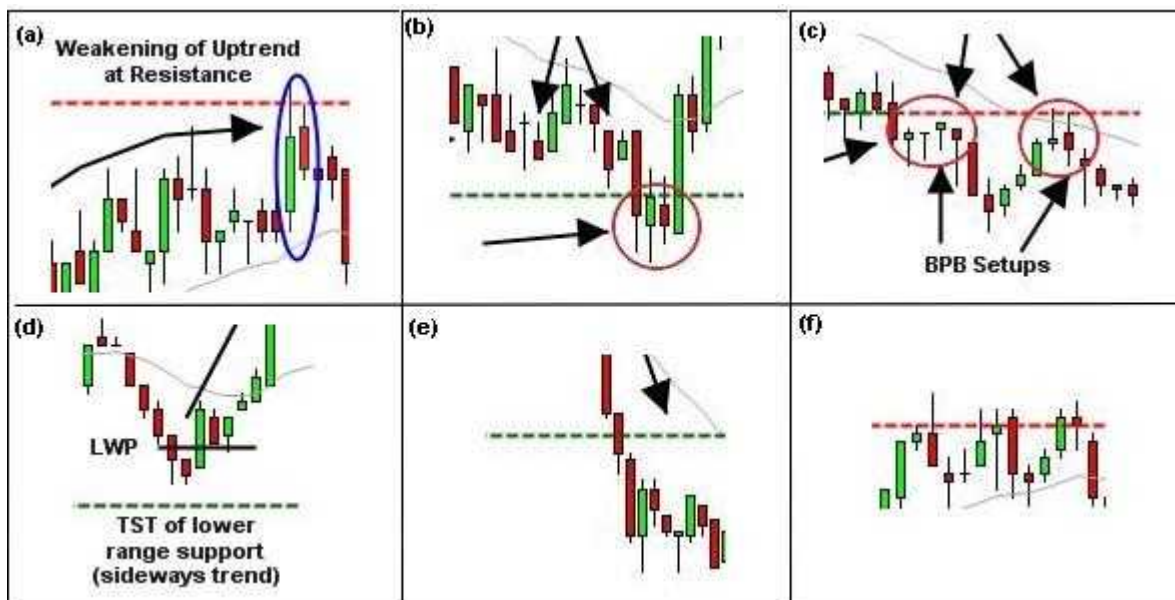 (a)
Weakening of Uptrend
at Resistance
(b)
(c)
BPB Setups
(d)
LWP
TST of lower
range support
(sideways trend)
(e)
(f)